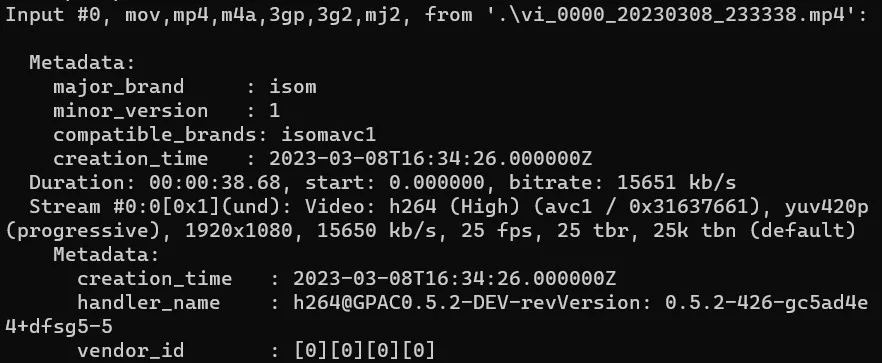 Input #0, mov,mp4,m4a,3gp,3g2,mj2, from '.\vi_0000_20230308_233338.mp4':
  Metadata:
    major_brand     : isom
    minor_version   : 1
    compatible_brands: isomavc1
    creation_time   : 2023-03-08T16:34:26.000000Z
  Duration: 00:00:38.68, start: 0.000000, bitrate: 15651 kb/s
  Stream #0:0[0x1](und): Video: h264 (High) (avc1 / 0x31637661), yuv420p
(progressive), 1920x1080, 15650 kb/s, 25 fps, 25 tbr, 25k tbn (default)
    Metadata:
      creation_time   : 2023-03-08T16:34:26.000000Z
      handler_name    : h264@GPAC0.5.2-DEV-revVersion: 0.5.2-426-gc5ad4e
4+dfsg5-5
      vendor_id       : [0][0][0][0]